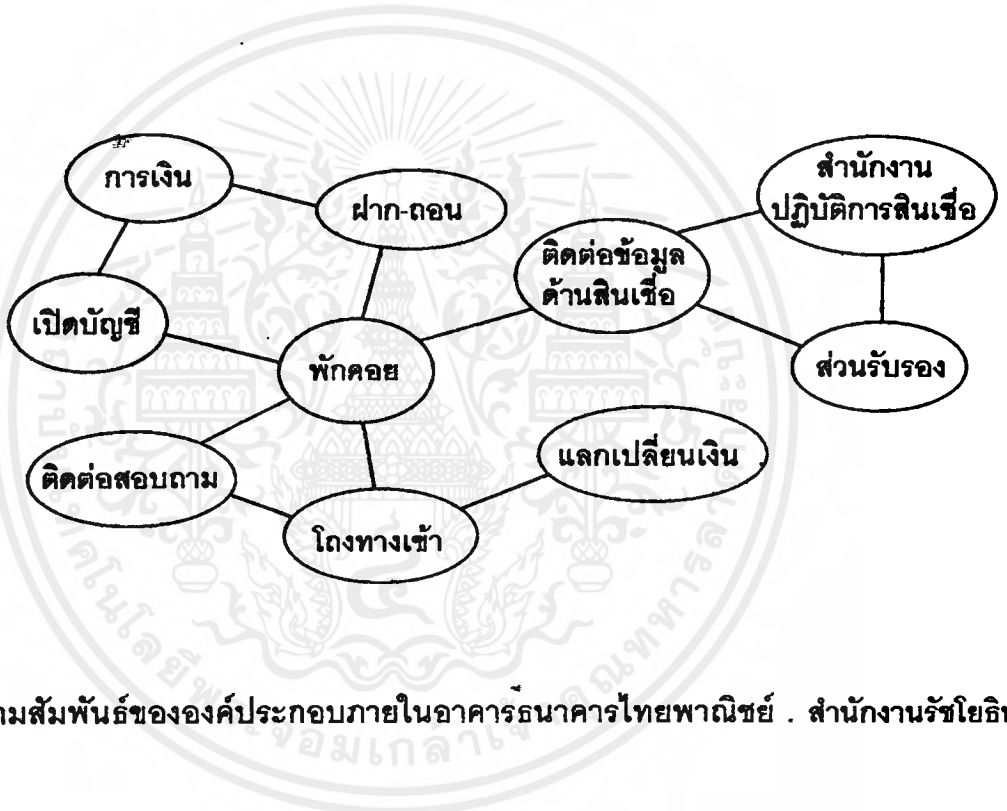 การเงิน
ฝาก-ถอน
สำนักงาน
ปฏิบัติการสินเชื่อ
ติดต่อข้อมูล
ด้านสินเชื่อ
เปิดบัญชี
พักคอย
ส่วนรับรอง
ติดต่อสอบถาม
แลกเปลี่ยนเงิน
โถงทางเข้า
ามสัมพันธ์ขององค์ประกอบภายในอาคารธนาคารไทยพาณิชย์ . สำนักงานรัชโยธิ